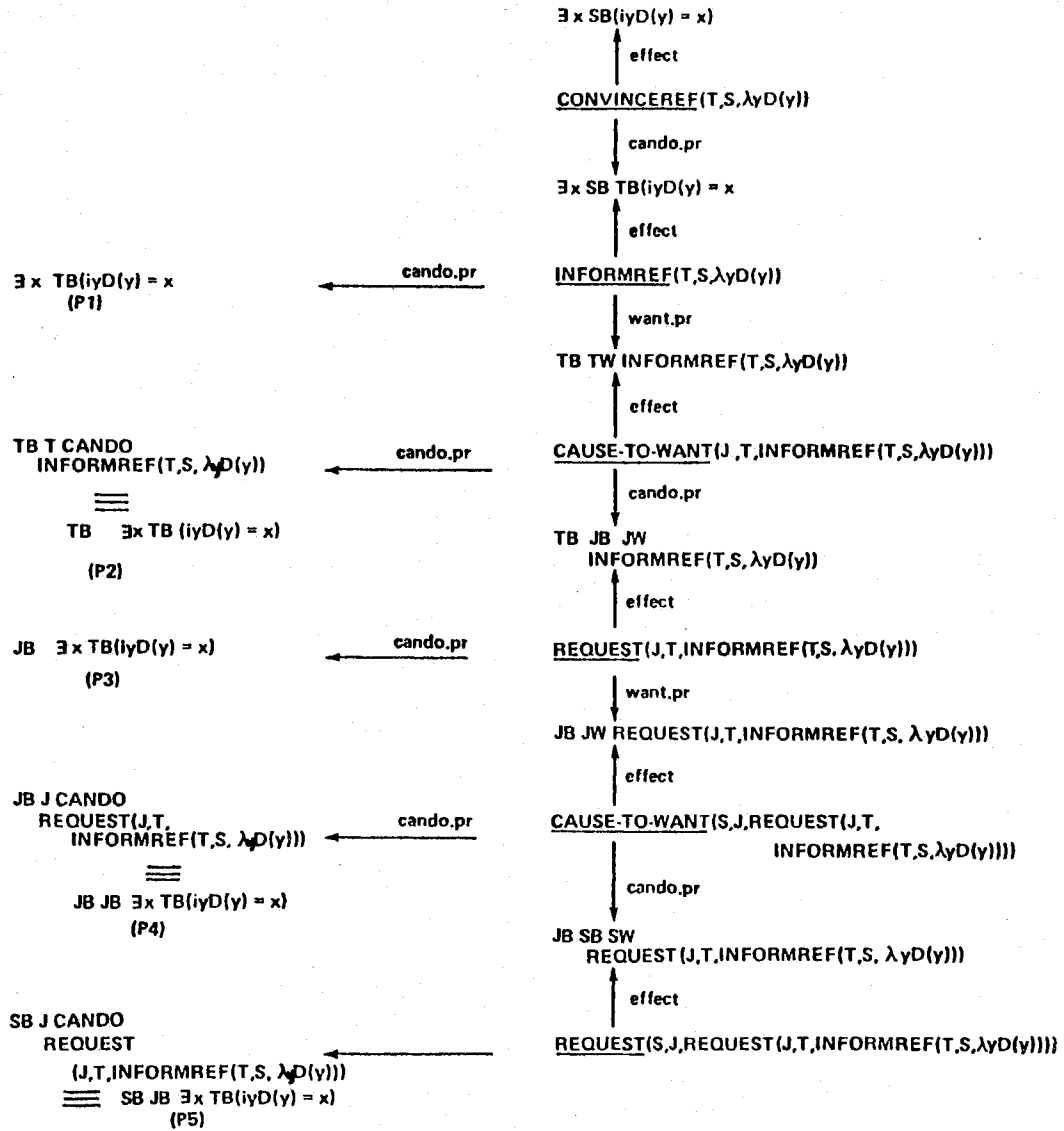 ∃x SB(iyD(y) = x)
effect
CONVINCEREF(T,S,λyD(y))
cando.pr
∃x SB TB(iyD(y) = x
effect
∃x TB(iyD(y) = x
(P1)
cando.pr
INFORMREF(T,S,λyD(y))
want.pr
TB TW INFORMREF(T,S,λyD(y))
effect
TB T CANDO
INFORMREF(T,S, λyD(y))
≡
TB ∃x TB (iyD(y) = x)
(P2)
cando.pr
CAUSE-TO-WANT(J ,T,INFORMREF(T,S,λyD(y)))
cando.pr
TB JB JW
INFORMREF(T,S, λyD(y))
effect
JB ∃x TB(iyD(y) = x)
(P3)
cando.pr
REQUEST(J,T,INFORMREF(T,S. λyD(y)))
want.pr
JB JW REQUEST(J,T,INFORMREF(T,S, λyD(y)))
effect
JB J CANDO
REQUEST(J,T,
INFORMREF(T,S, λyD(y)))
≡
JB JB ∃x TB(iyD(y) = x)
(P4)
cando.pr
CAUSE-TO-WANT(S,J,REQUEST(J,T,
INFORMREF(T,S,λyD(y))))
cando.pr
JB SB SW
REQUEST (J,T,INFORMREF(T,S, λyD(y)))
effect
SB J CANDO
REQUEST
(J,T,INFORMREF(T,S, λyD(y)))
≡ SB JB ∃x TB(iyD(y) = x)
(P5)
REQUEST(S,J,REQUEST(J,T,INFORMREF(T,S,λyD(y))))